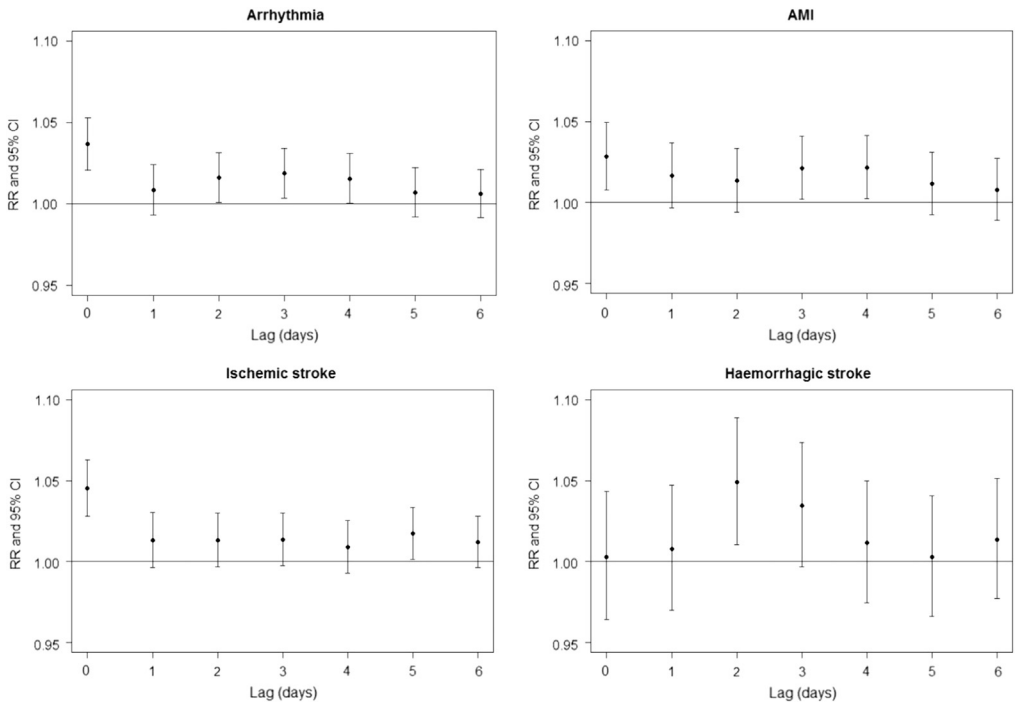 Arrhythmia
1.10
1.05
1.00
0.95
RR and 95% CI
0 1 2 3 4 5 6
Lag (days)
AMI
1.10
1.05
1.00
0.95
RR and 95% CI
0 1 2 3 4 5 6
Lag (days)
Ischemic stroke
1.10
1.05
1.00
0.95
RR and 95% CI
0 1 2 3 4 5 6
Lag (days)
Haemorrhagic stroke
1.10
1.05
1.00
0.95
RR and 95% CI
0 1 2 3 4 5 6
Lag (days)